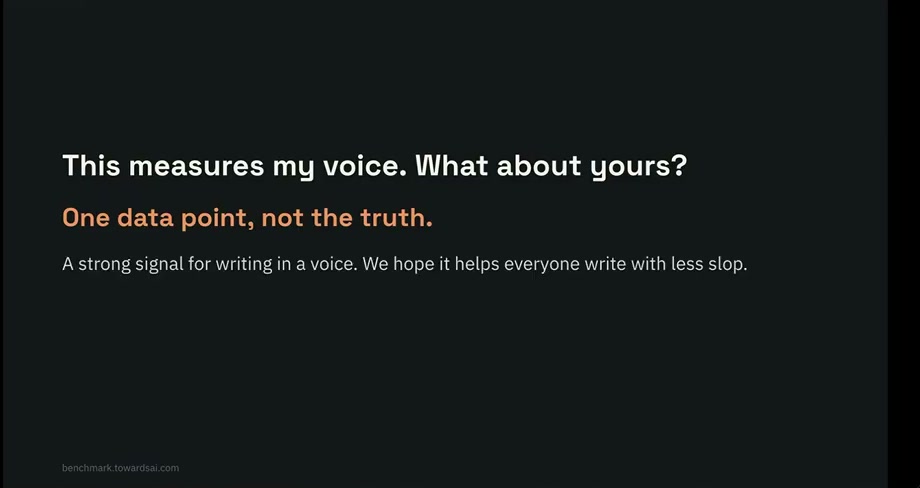 This measures my voice. What about yours?
One data point, not the truth.
A strong signal for writing in a voice. We hope it helps everyone write with less slop.
benchmark.towardsai.com